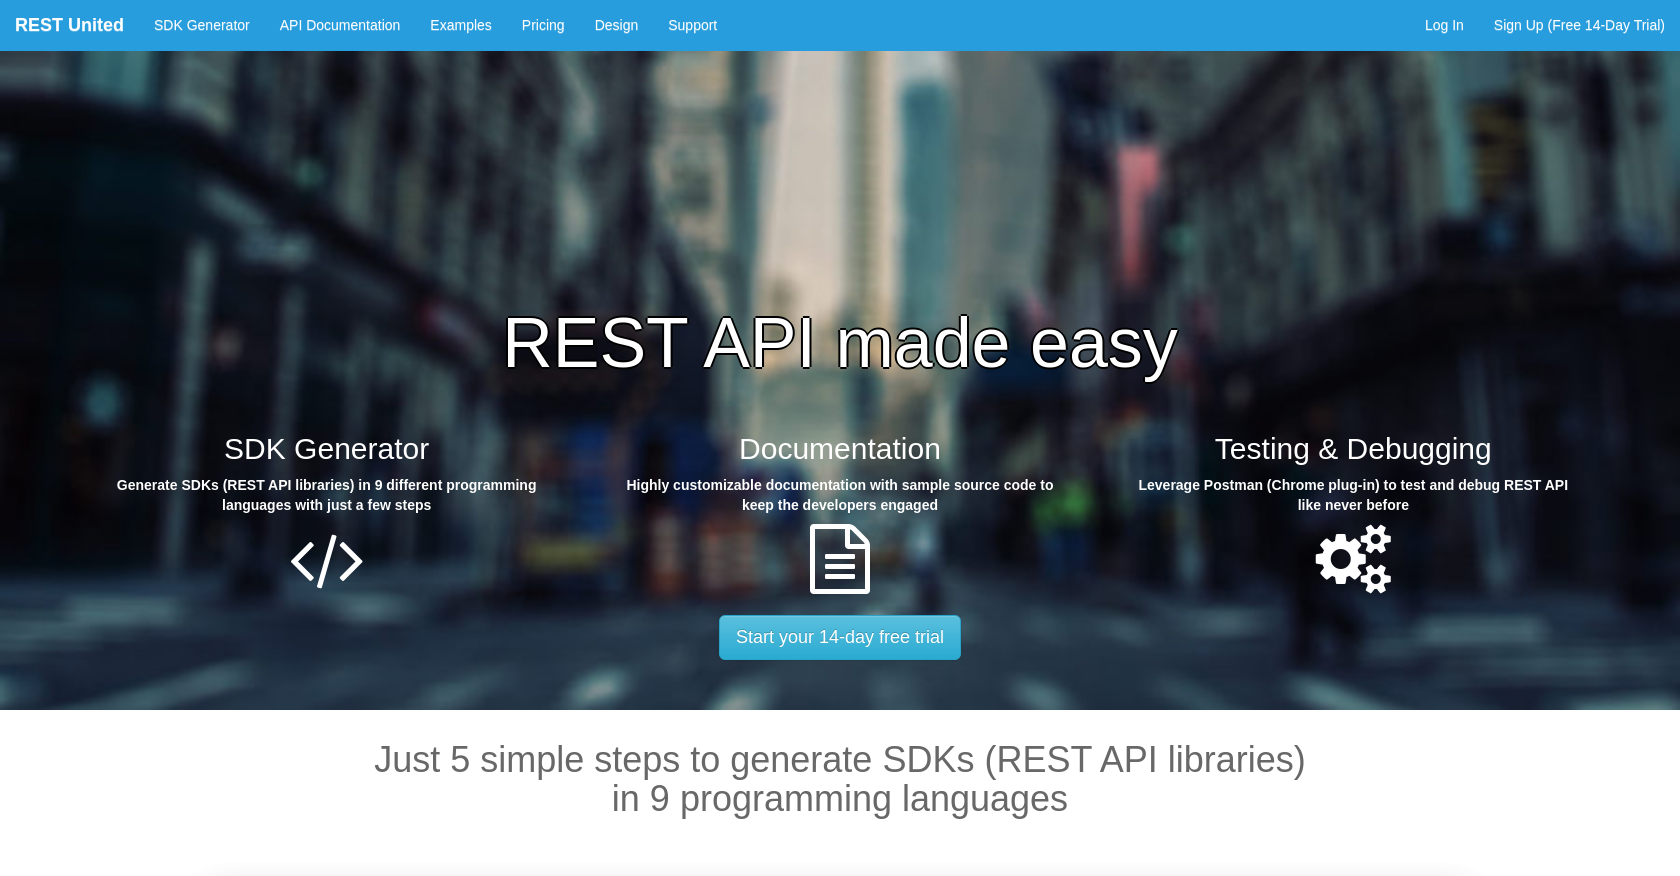 REST United SDK Generator API Documentation Examples Pricing Design Support Log In Sign Up (Free 14-Day Trial)
REST API made easy
SDK Generator
Generate SDKs (REST API libraries) in 9 different programming
languages with just a few steps
Documentation
Highly customizable documentation with sample source code to
keep the developers engaged
Testing & Debugging
Leverage Postman (Chrome plug-in) to test and debug REST API
like never before
Start your 14-day free trial
Just 5 simple steps to generate SDKs (REST API libraries)
in 9 programming languages